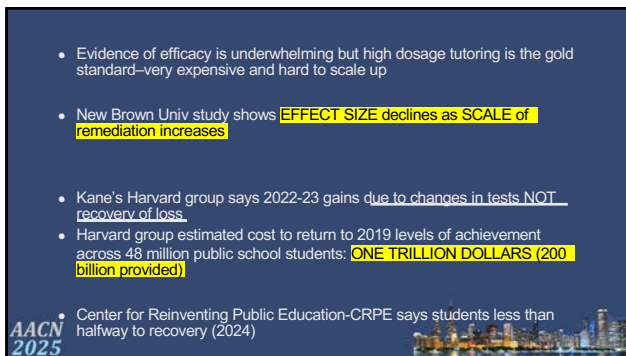 • Evidence of efficacy is underwhelming but high dosage tutoring is the gold
standard–very expensive and hard to scale up
• New Brown Univ study shows EFFECT SIZE declines as SCALE of
remediation increases
• Kane's Harvard group says 2022-23 gains due to changes in tests NOT
recovery of loss
• Harvard group estimated cost to return to 2019 levels of achievement
across 48 million public school students: ONE TRILLION DOLLARS (200
billion provided)
• Center for Reinventing Public Education-CRPE says students less than
halfway to recovery (2024)
AACN
2025